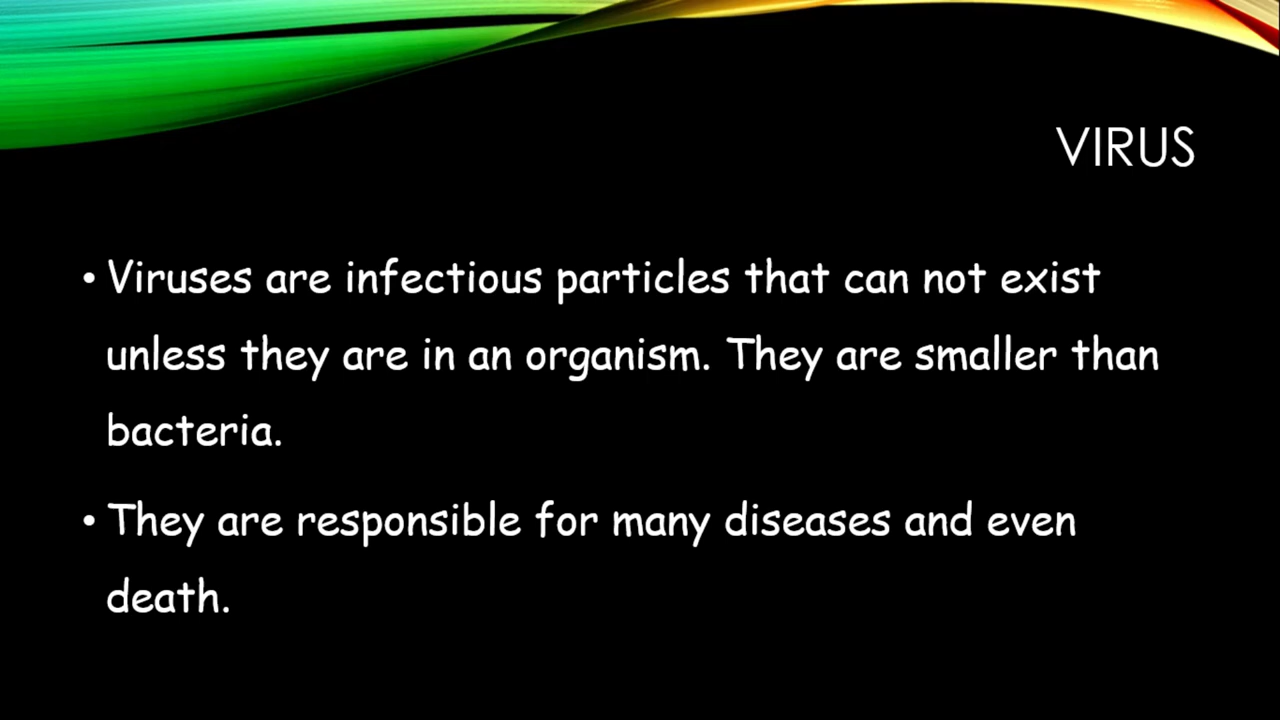 VIRUS
• Viruses are infectious particles that can not exist
unless they are in an organism. They are smaller than
bacteria.
• They are responsible for many diseases and even
death.